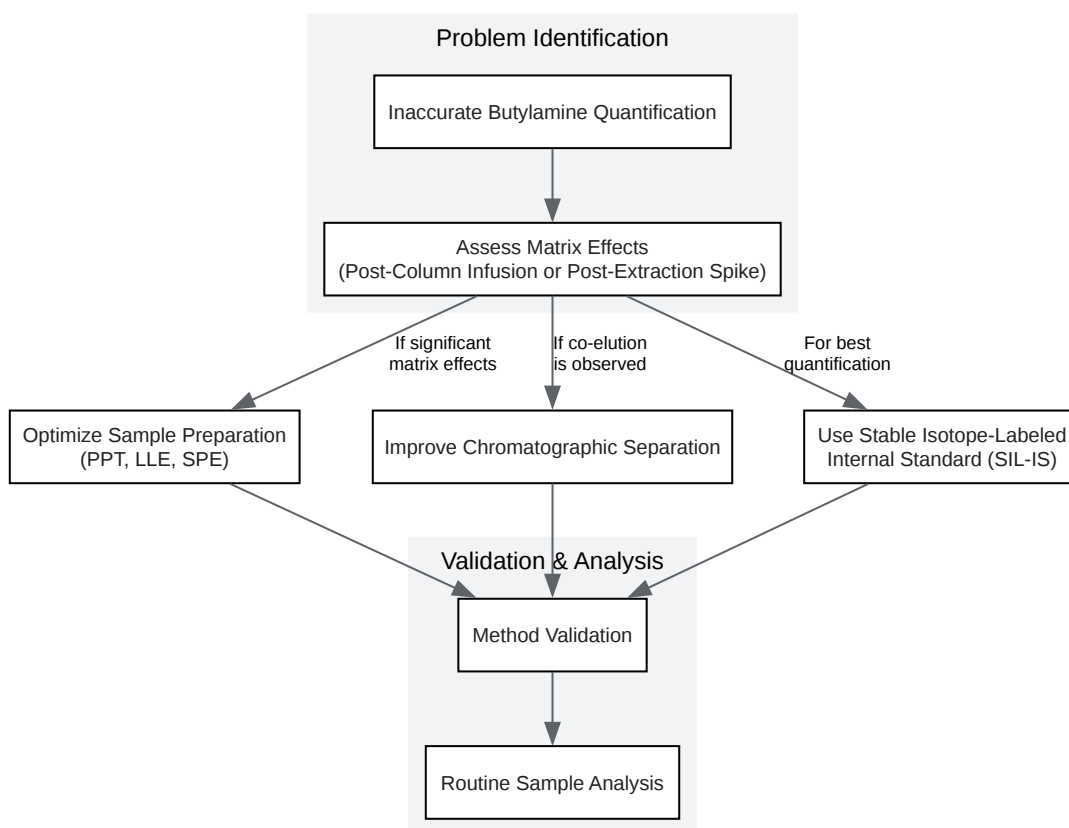 Problem Identification
Inaccurate Butylamine Quantification
Assess Matrix Effects
(Post-Column Infusion or Post-Extraction Spike)
If significant
matrix effects
If co-elution
is observed
For best
quantification
Optimize Sample Preparation
(PPT, LLE, SPE)
Improve Chromatographic Separation
Use Stable Isotope-Labeled
Internal Standard (SIL-IS)
Validation & Analysis
Method Validation
Routine Sample Analysis